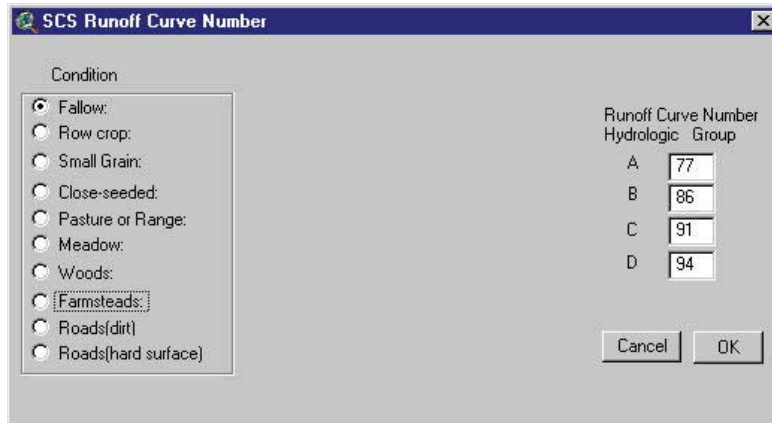 SCS Runoff Curve Number
Condition
Fallow:
Row crop:
Small Grain:
Close-seeded:
Pasture or Range:
Meadow:
Woods:
Farmsteads:
Roads(dirt)
Roads(hard surface)
Runoff Curve Number
Hydrologic Group
A 77
B 86
C 91
D 94
Cancel OK